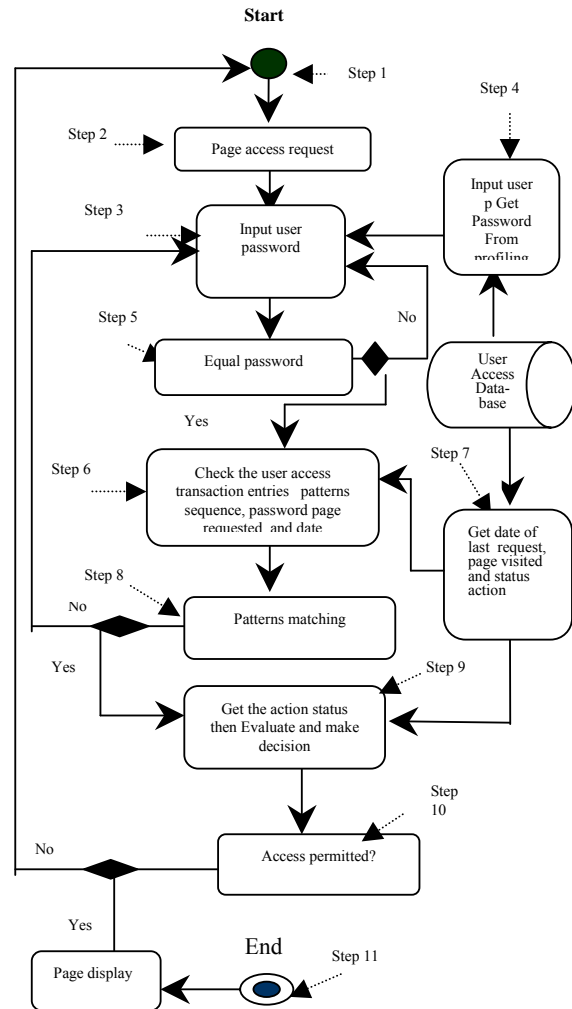 Start
Step 1
Step 4
Step 2
Page access request
Input user
p Get
Password
From
profiling
Step 3
Input user
password
Step 5
No
Equal password
User
Access
Data-
base
Yes
Step 7
Step 6
Check the user access
transaction entries patterns
sequence, password page
requested and date
Get date of
last request,
page visited
and status
action
Step 8
No
Patterns matching
Yes
Step 9
Get the action status
then Evaluate and make
decision
Step
10
No
Access permitted?
Yes
End
Step 11
Page display